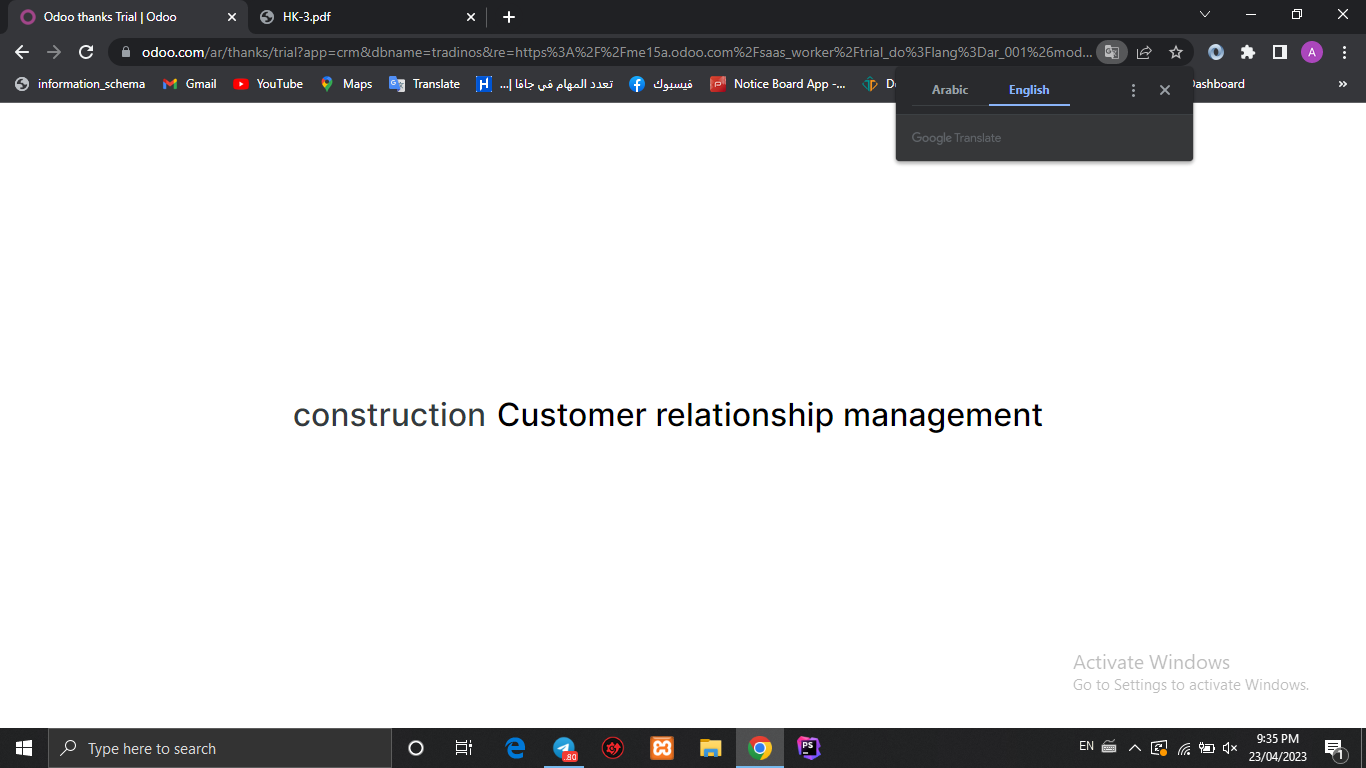 Odoo thanks Trial | Odoo
HK-3.pdf
odoo.com/ar/thanks/trial?app=crm&dbname=tradinos&re=https%3A%2F%2Fme15a.odoo.com%2Fsaas_worker%2Ftrial_do%3Flang%3Dar_001%26mod...
A
information_schema
Gmail
YouTube
Maps
Translate
تعدد المهام في جافا |...
فيسبوك
Notice Board App -...
Dashboard
Arabic
English
Google Translate
construction Customer relationship management
Activate Windows
Go to Settings to activate Windows.
Type here to search
.80
PS
EN
9:35 PM
23/04/2023
1